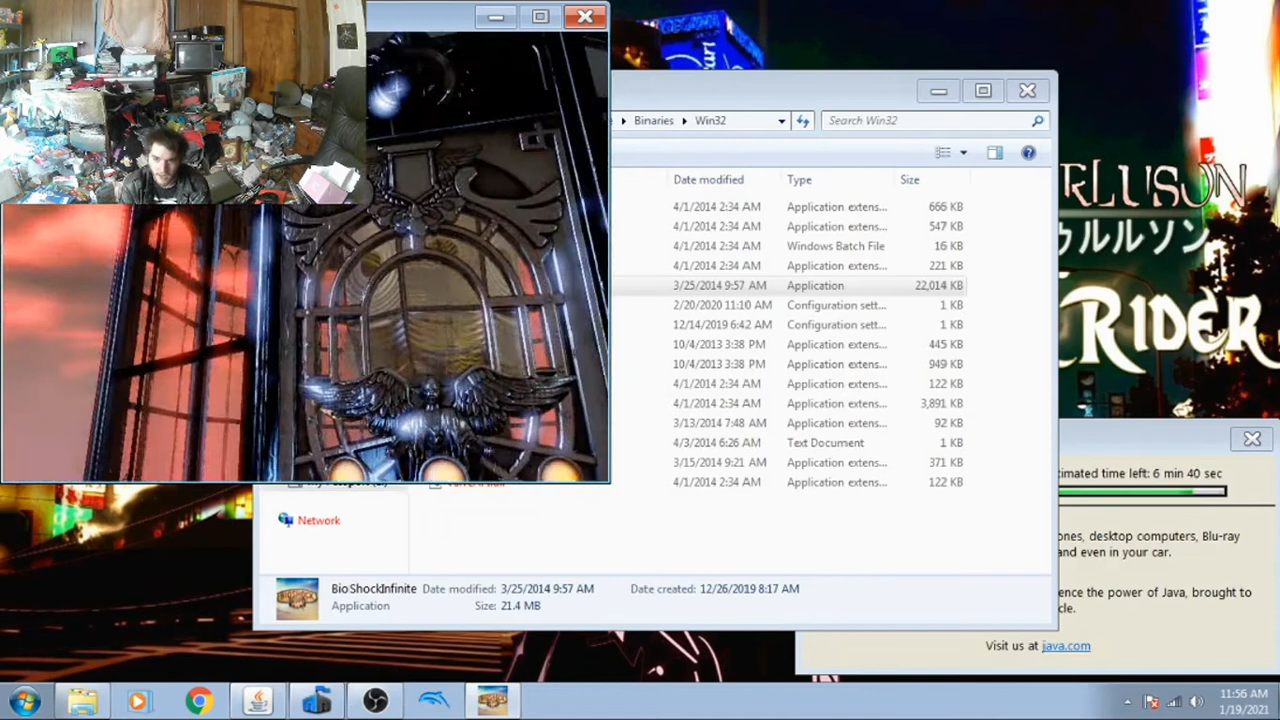 Binaries Win32
Search Win32
Date modified Type Size
4/1/2014 2:34 AM Application extens... 666 KB
4/1/2014 2:34 AM Application extens... 547 KB
4/1/2014 2:34 AM Windows Batch File 16 KB
4/1/2014 2:34 AM Application extens... 221 KB
3/25/2014 9:57 AM Application 22,014 KB
2/20/2020 11:10 AM Configuration sett... 1 KB
12/14/2019 6:42 AM Configuration sett... 1 KB
10/4/2013 3:38 PM Application extens... 445 KB
10/4/2013 3:38 PM Application extens... 949 KB
4/1/2014 2:34 AM Application extens... 122 KB
4/1/2014 2:34 AM Application extens... 3,891 KB
3/13/2014 7:48 AM Application extens... 92 KB
4/3/2014 6:26 AM Text Document 1 KB
3/15/2014 9:21 AM Application extens... 371 KB
4/1/2014 2:34 AM Application extens... 122 KB
Network
BioShockInfinite Date modified: 3/25/2014 9:57 AM Date created: 12/26/2019 8:17 AM
Application Size: 21.4 MB
RLUSON
ゥルルソン
RIDER
timated time left: 6 min 40 sec
ones, desktop computers, Blu-ray
and even in your car.
ence the power of Java, brought to
cle.
Visit us at java.com
11:56 AM
1/19/2021